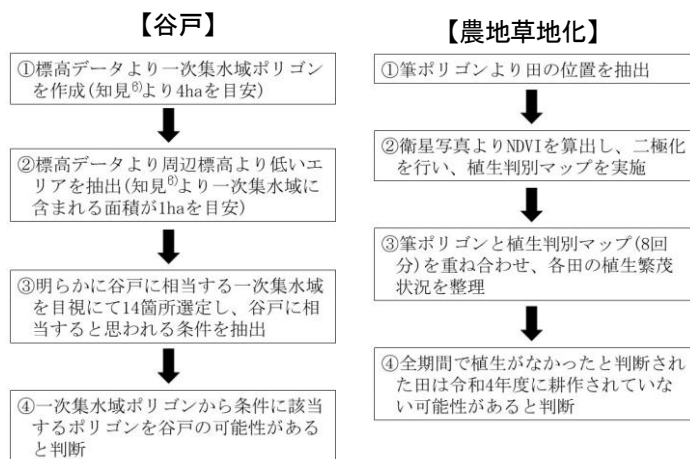 【谷戸】
①標高データより一次集水域ポリゴン
を作成(知見⁶⁾より4haを目安)
②標高データより周辺標高より低いエ
リアを抽出(知見⁶⁾より一次集水域に
含まれる面積が1haを目安)
③明らかに谷戸に相当する一次集水域
を目視にて14箇所選定し、谷戸に相
当すると思われる条件を抽出
④一次集水域ポリゴンから条件に該当
するポリゴンを谷戸の可能性がある
と判断
【農地草地化】
①筆ポリゴンより田の位置を抽出
②衛星写真よりNDVIを算出し、二極化
を行い、植生判別マップを実施
③筆ポリゴンと植生判別マップ(8回
分)を重ね合わせ、各田の植生繁茂
状況を整理
④全期間で植生がなかったと判断され
た田は令和4年度に耕作されていな
い可能性があると判断